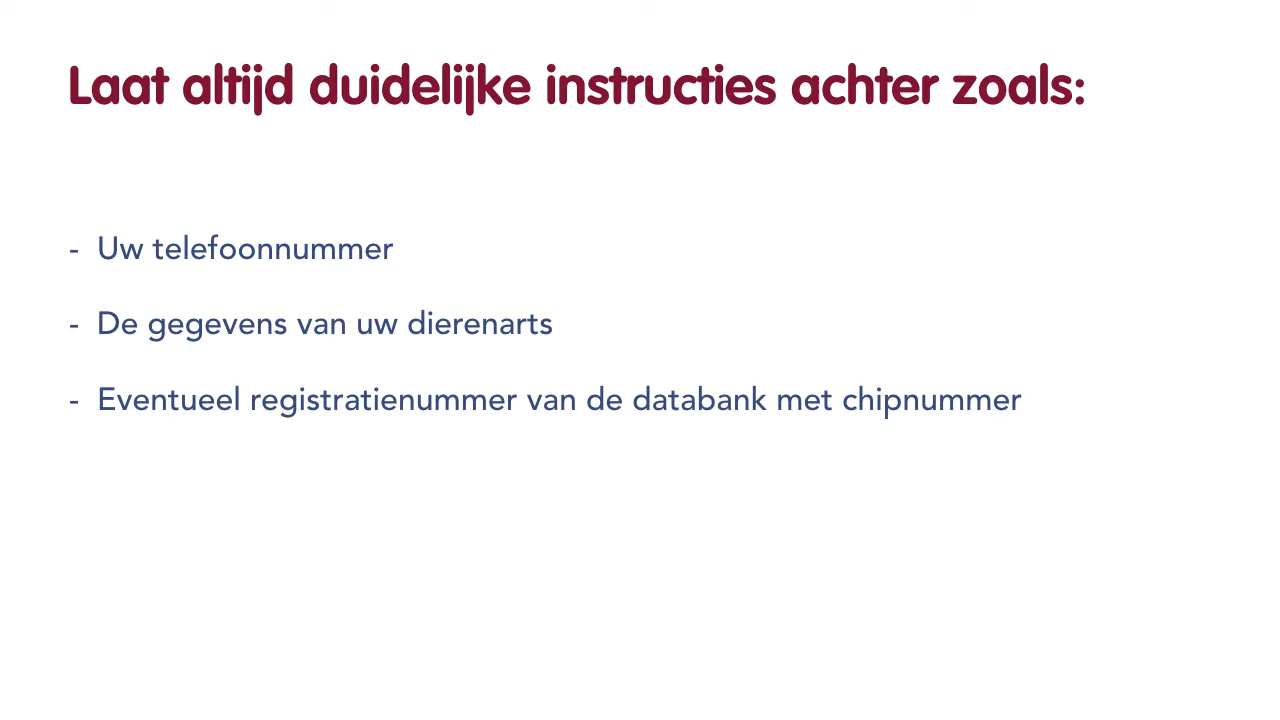 Laat altijd duidelijke instructies achter zoals:
- Uw telefoonnummer
- De gegevens van uw dierenarts
- Eventueel registratienummer van de databank met chipnummer